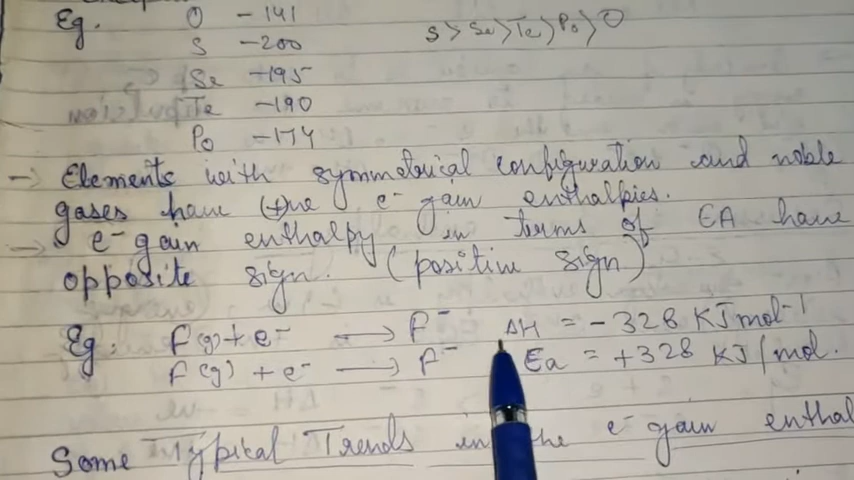 Eg. O -141 S > Se > Te > Po > O
S -200
Se -195
Te -190
Po -174
→ Elements with symmetorical configuration and noble
gases have (+)ve e⁻ gain enthalpies.
→ e⁻ gain enthalpy in terms of EA have
opposite sign. (positive sign)
Eg: F(g) + e⁻ → F⁻ ΔH = -328 KJ mol⁻¹
F(g) + e⁻ → F⁻ Ea = +328 KJ/mol.
Some Typical Trends in the e⁻ gain enthal